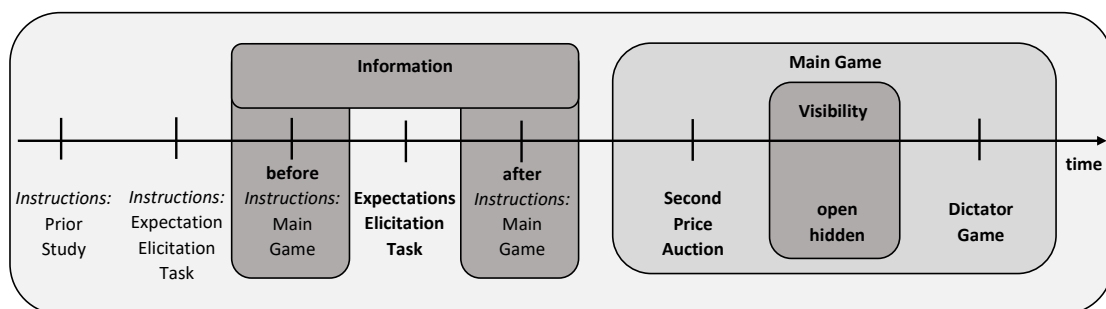 Information
Main Game
Visibility
time
Instructions:
Prior
Study
Instructions:
Expectation
Elicitation
Task
before
Instructions:
Main
Game
Expectations
Elicitation
Task
after
Instructions:
Main
Game
Second
Price
Auction
open
hidden
Dictator
Game